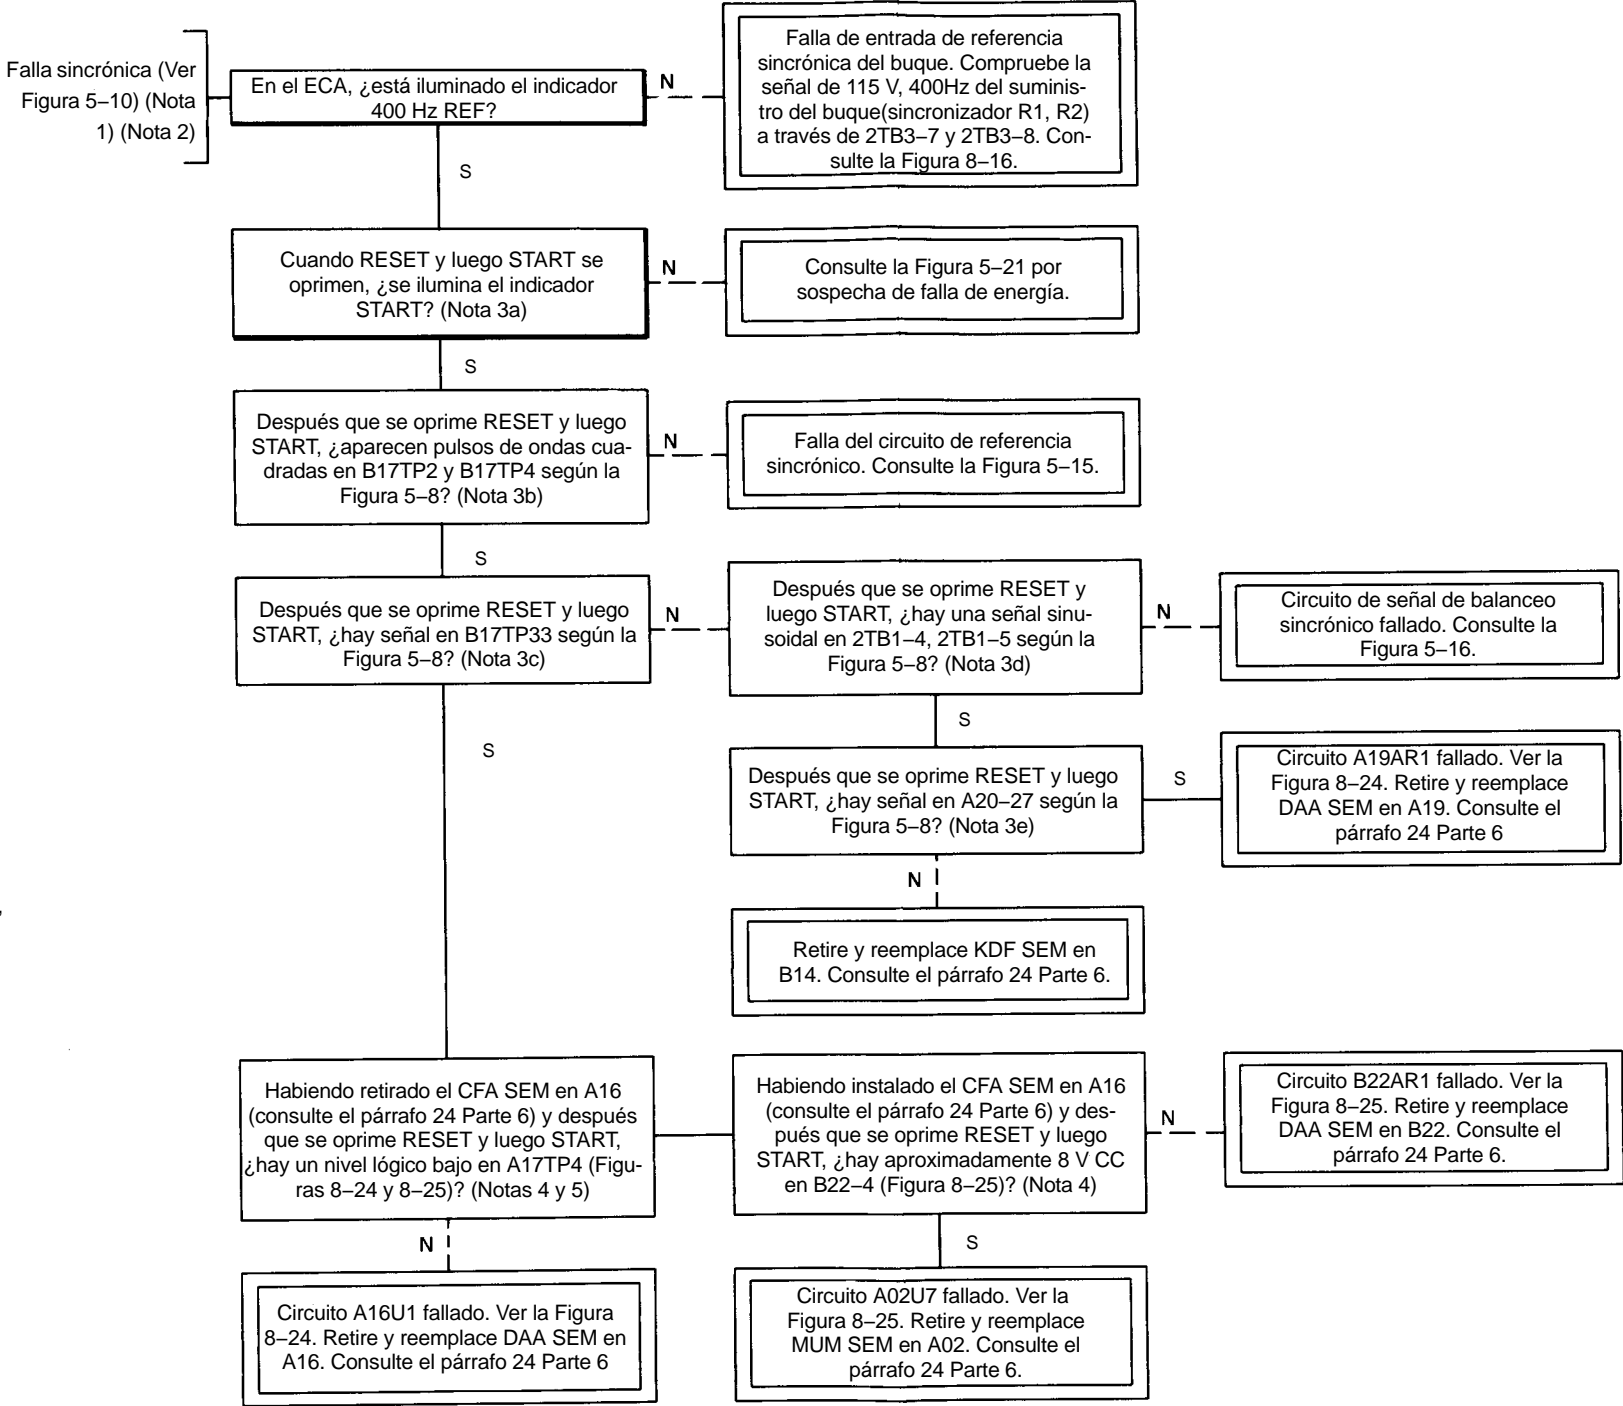 Falla sincrónica (Ver
Figura 5–10) (Nota
1) (Nota 2)
En el ECA, ¿está iluminado el indicador
400 Hz REF?
N
Falla de entrada de referencia
sincrónica del buque. Compruebe la
señal de 115 V, 400Hz del suminis-
tro del buque(sincronizador R1, R2)
a través de 2TB3–7 y 2TB3–8. Con-
sulte la Figura 8–16.
S
Cuando RESET y luego START se
oprimen, ¿se ilumina el indicador
START? (Nota 3a)
N
Consulte la Figura 5–21 por
sospecha de falla de energía.
S
Después que se oprime RESET y luego
START, ¿aparecen pulsos de ondas cua-
dradas en B17TP2 y B17TP4 según la
Figura 5–8? (Nota 3b)
N
Falla del circuito de referencia
sincrónico. Consulte la Figura 5–15.
S
Después que se oprime RESET y luego
START, ¿hay señal en B17TP33 según la
Figura 5–8? (Nota 3c)
N
Después que se oprime RESET y
luego START, ¿hay una señal sinu-
soidal en 2TB1–4, 2TB1–5 según la
Figura 5–8? (Nota 3d)
N
Circuito de señal de balanceo
sincrónico fallado. Consulte la
Figura 5–16.
S
S
Después que se oprime RESET y luego
START, ¿hay señal en A20–27 según la
Figura 5–8? (Nota 3e)
S
Circuito A19AR1 fallado. Ver la
Figura 8–24. Retire y reemplace
DAA SEM en A19. Consulte el
párrafo 24 Parte 6
N
Retire y reemplace KDF SEM en
B14. Consulte el párrafo 24 Parte 6.
Habiendo retirado el CFA SEM en A16
(consulte el párrafo 24 Parte 6) y después
que se oprime RESET y luego START,
¿hay un nivel lógico bajo en A17TP4 (Figu-
ras 8–24 y 8–25)? (Notas 4 y 5)
Habiendo instalado el CFA SEM en A16
(consulte el párrafo 24 Parte 6) y des-
pués que se oprime RESET y luego
START, ¿hay aproximadamente 8 V CC
en B22–4 (Figura 8–25)? (Nota 4)
N
Circuito B22AR1 fallado. Ver la
Figura 8–25. Retire y reemplace
DAA SEM en B22. Consulte el
párrafo 24 Parte 6.
N
S
Circuito A16U1 fallado. Ver la Figura
8–24. Retire y reemplace DAA SEM en
A16. Consulte el párrafo 24 Parte 6
Circuito A02U7 fallado. Ver la
Figura 8–25. Retire y reemplace
MUM SEM en A02. Consulte el
párrafo 24 Parte 6.